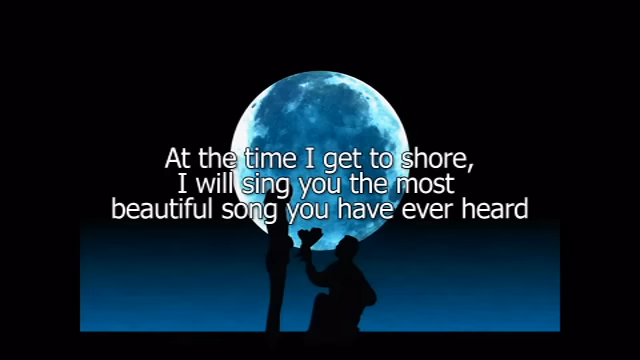 At the time I get to shore,
I will sing you the most
beautiful song you have ever heard